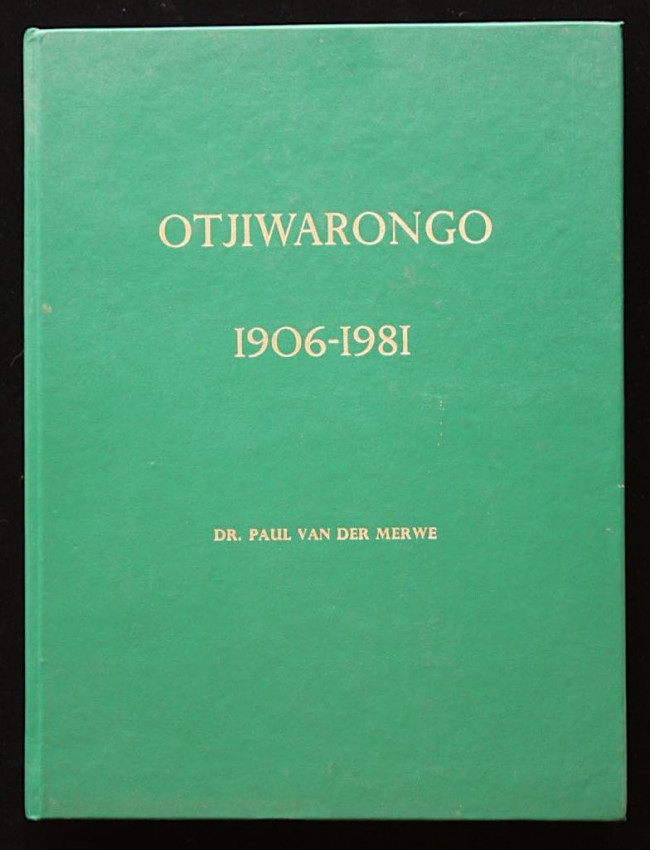 OTJIWARONGO
1906-1981
DR. PAUL VAN DER MERWE